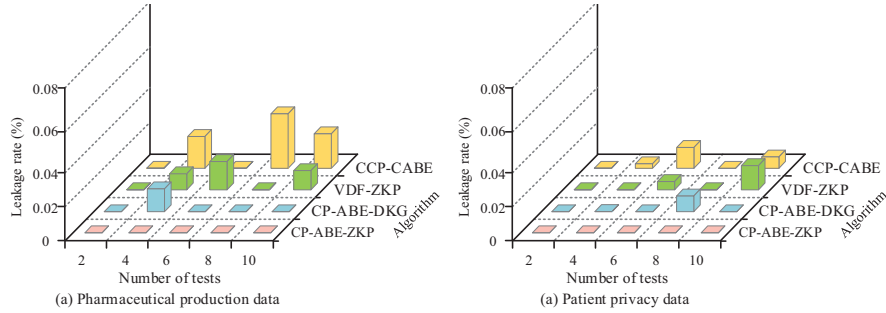 0.08
0.06
0.04
0.02
0
Leakage rate (%)
2 4 6 8 10
Number of tests
CCP-CABE
VDF-ZKP
CP-ABE-DKG
CP-ABE-ZKP
Algorithm
(a) Pharmaceutical production data
0.08
0.06
0.04
0.02
0
Leakage rate (%)
2 4 6 8 10
Number of tests
CCP-CABE
VDF-ZKP
CP-ABE-DKG
CP-ABE-ZKP
Algorithm
(a) Patient privacy data